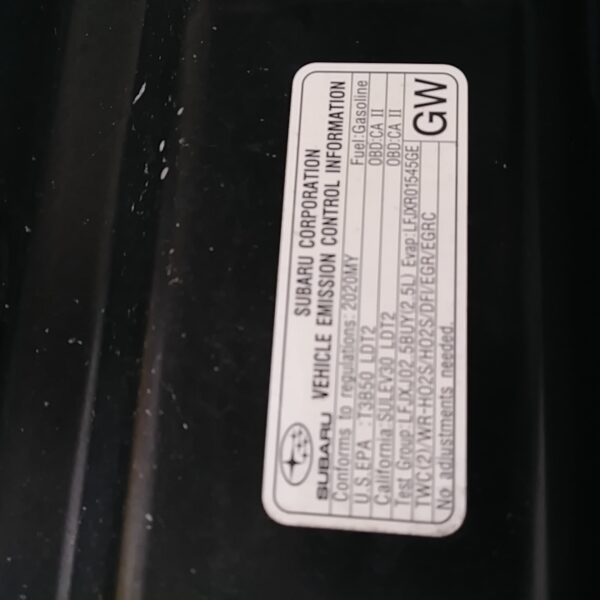 SUBARU CORPORATION
SUBARU VEHICLE EMISSION CONTROL INFORMATION
Conforms to regulations: 2020MY Fuel:Gasoline
U.S.EPA :T3B50 LDT2 OBD:CA II
California:SULEV30 LDT2 OBD:CA II
Test Group:LFJXJ02.5BUY(2.5L) Evap:LFJXR01545GE
TWC(2)/WR-HO2S/HO2S/DFI/EGR/EGRC
No adjustments needed.
GW